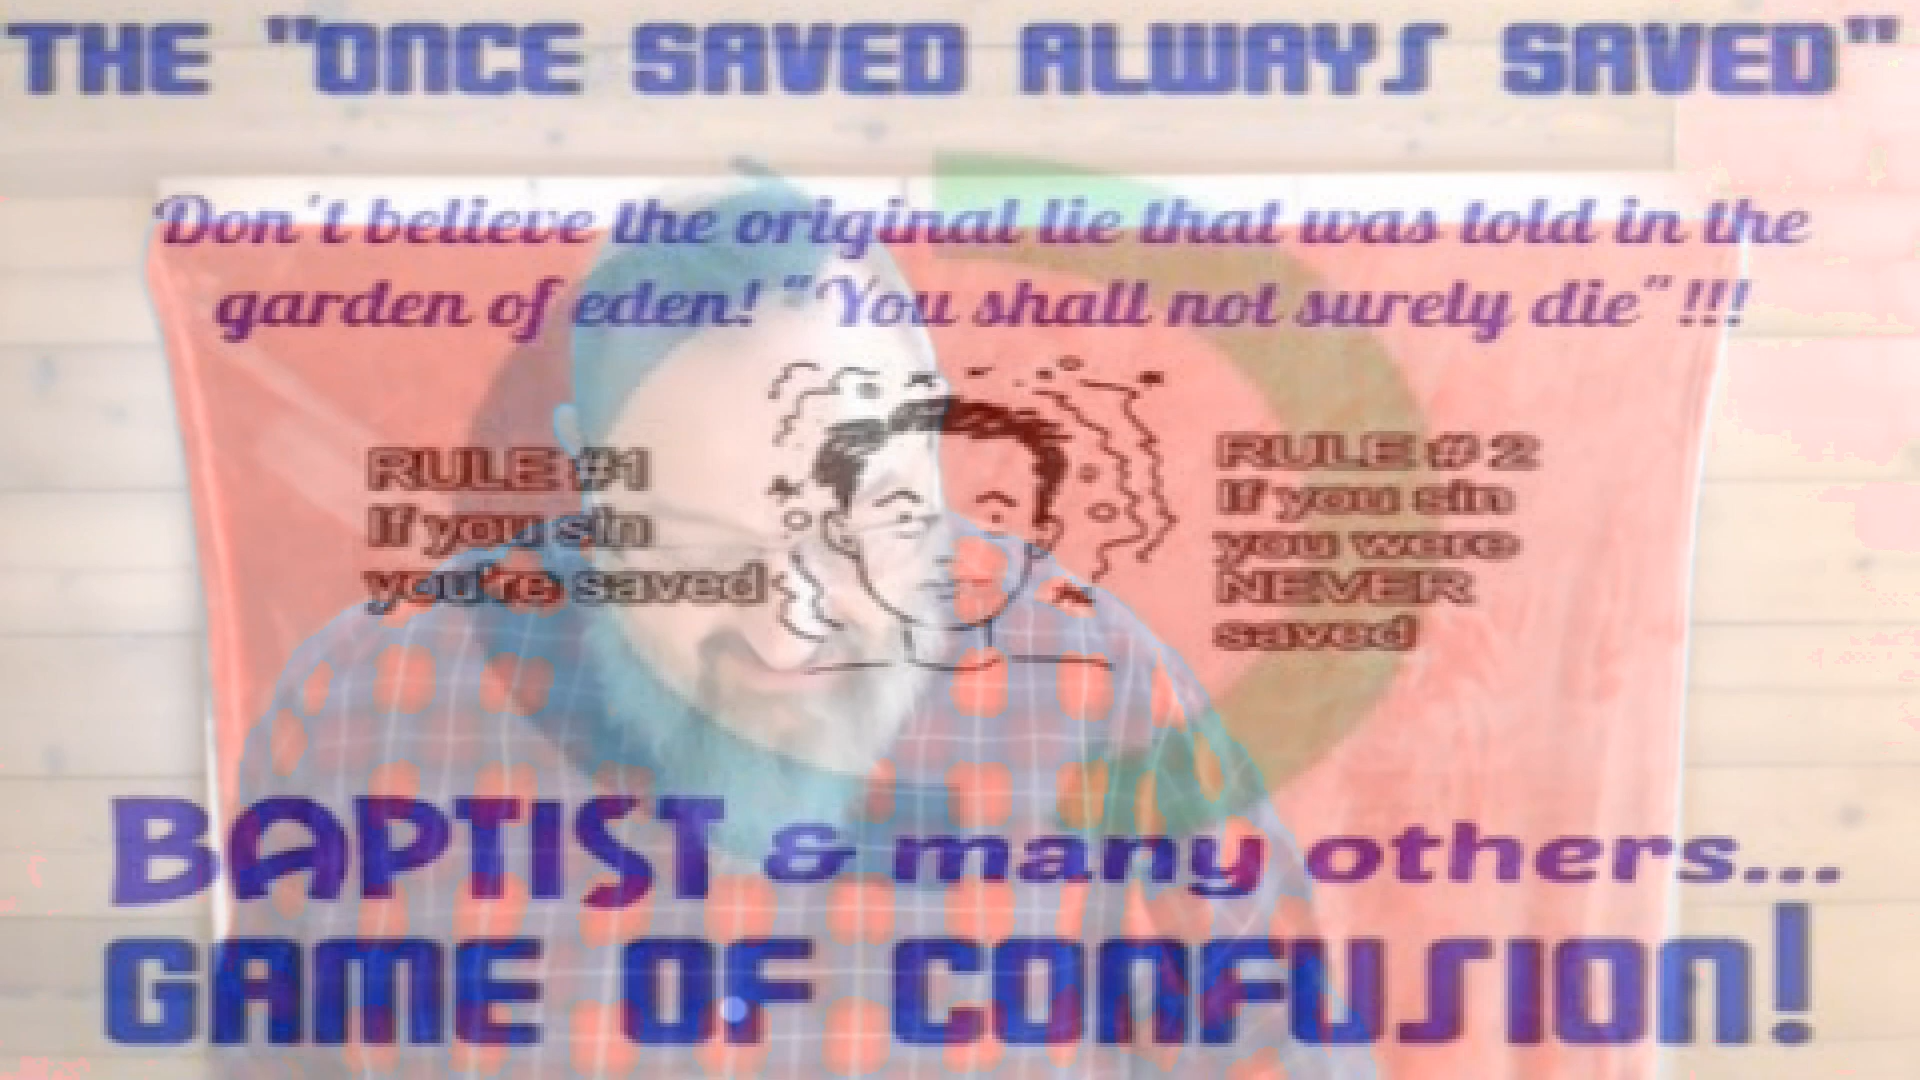 THE "ONCE SAVED ALWAYS SAVED"
Don't believe the original lie that was told in the
garden of eden! "You shall not surely die" !!!
RULE #1
If you sin
you're saved
RULE # 2
If you sin
you were
NEVER
saved
BAPTIST & many others...
GAME OF CONFUSION!